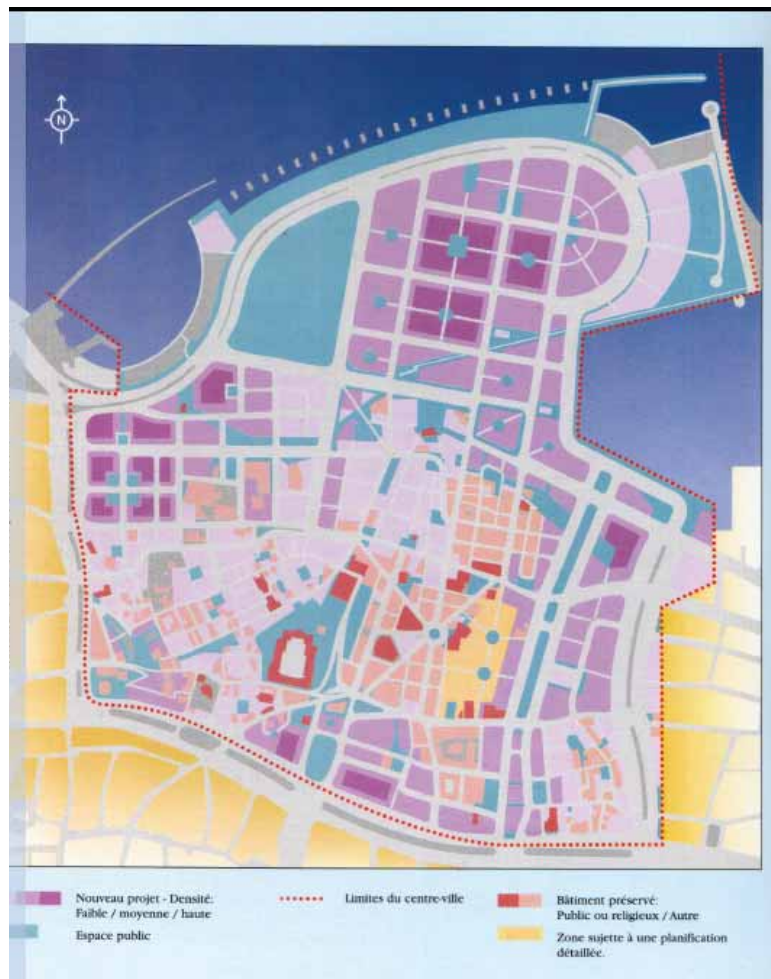 N
Nouveau projet - Densité:
Faible / moyenne / haute
Espace public
Limites du centre-ville
Bâtiment préservé:
Public ou religieux / Autre
Zone sujette à une planification
détaillée.